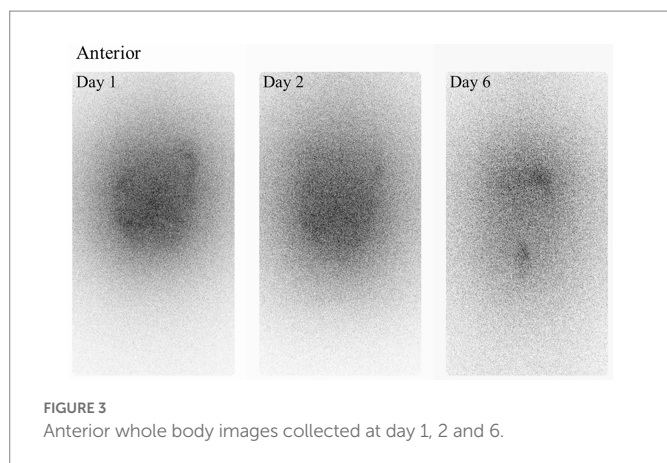 Anterior
Day 1
Day 2
Day 6
FIGURE 3
Anterior whole body images collected at day 1, 2 and 6.